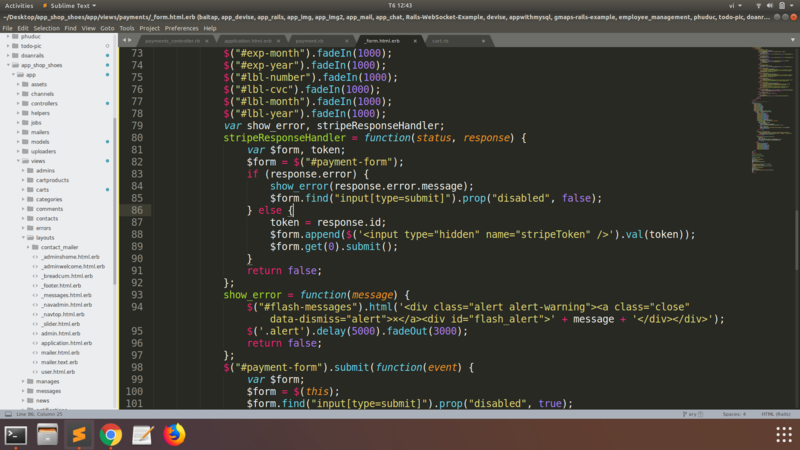 Sublime Text ▾
T6 12:43
vi ▾
~/Desktop/app_shop_shoes/app/views/payments/_form.html.erb (baitap, app_devise, app_rails, app_img, app_img2, app_mail, app_chat, Rails-WebSocket-Example, devise, appwithmysql, gmaps-rails-example, employee_management, phuduc, todo-pic, doanr...
File Edit Selection Find View Goto Tools Project Preferences Help
payments_controller.rb
application.html.erb
payment.rb
_form.html.erb
cart.rb
phuduc
todo-pic
doanrails
app_shop_shoes
app
assets
channels
controllers
helpers
jobs
mailers
models
uploaders
views
admins
cartproducts
carts
categories
comments
contacts
errors
layouts
contact_mailer
_adminshome.html.erb
_adminwelcome.html.erb
_breadcum.html.erb
_footer.html.erb
_messages.html.erb
_navadmin.html.erb
_navtop.html.erb
_slider.html.erb
admin.html.erb
application.html.erb
mailer.html.erb
mailer.text.erb
user.html.erb
manages
messages
news
73 $("#exp-month").fadeIn(1000);
74 $("#exp-year").fadeIn(1000);
75 $("#lbl-number").fadeIn(1000);
76 $("#lbl-cvc").fadeIn(1000);
77 $("#lbl-month").fadeIn(1000);
78 $("#lbl-year").fadeIn(1000);
79 var show_error, stripeResponseHandler;
80 stripeResponseHandler = function(status, response) {
81 var $form, token;
82 $form = $("#payment-form");
83 if (response.error) {
84 show_error(response.error.message);
85 $form.find("input[type=submit]").prop("disabled", false);
86 } else {
87 token = response.id;
88 $form.append($('<input type="hidden" name="stripeToken" />').val(token));
89 $form.get(0).submit();
90 }
91 return false;
92 };
93 show_error = function(message) {
94 $("#flash-messages").html('<div class="alert alert-warning"><a class="close"
data-dismiss="alert">×</a><div id="flash_alert">' + message + '</div></div>');
95 $('.alert').delay(5000).fadeOut(3000);
96 return false;
97 };
98 $("#payment-form").submit(function(event) {
99 var $form;
100 $form = $(this);
101 $form.find("input[type=submit]").prop("disabled", true);
Line 86, Column 25
Spaces: 4
HTML (Rails)